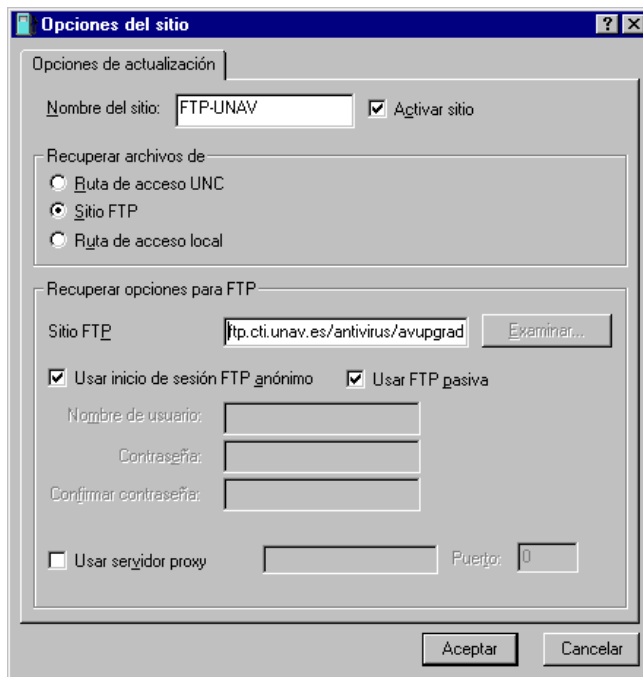 Opciones del sitio
Opciones de actualización
Nombre del sitio: FTP-UNAV Activar sitio
Recuperar archivos de
Ruta de acceso UNC
Sitio FTP
Ruta de acceso local
Recuperar opciones para FTP
Sitio FTP ftp.cti.unav.es/antivirus/avupgrad Examinar...
Usar inicio de sesión FTP anónimo Usar FTP pasiva
Nombre de usuario:
Contraseña:
Confirmar contraseña:
Usar servidor proxy Puerto: 0
Aceptar Cancelar